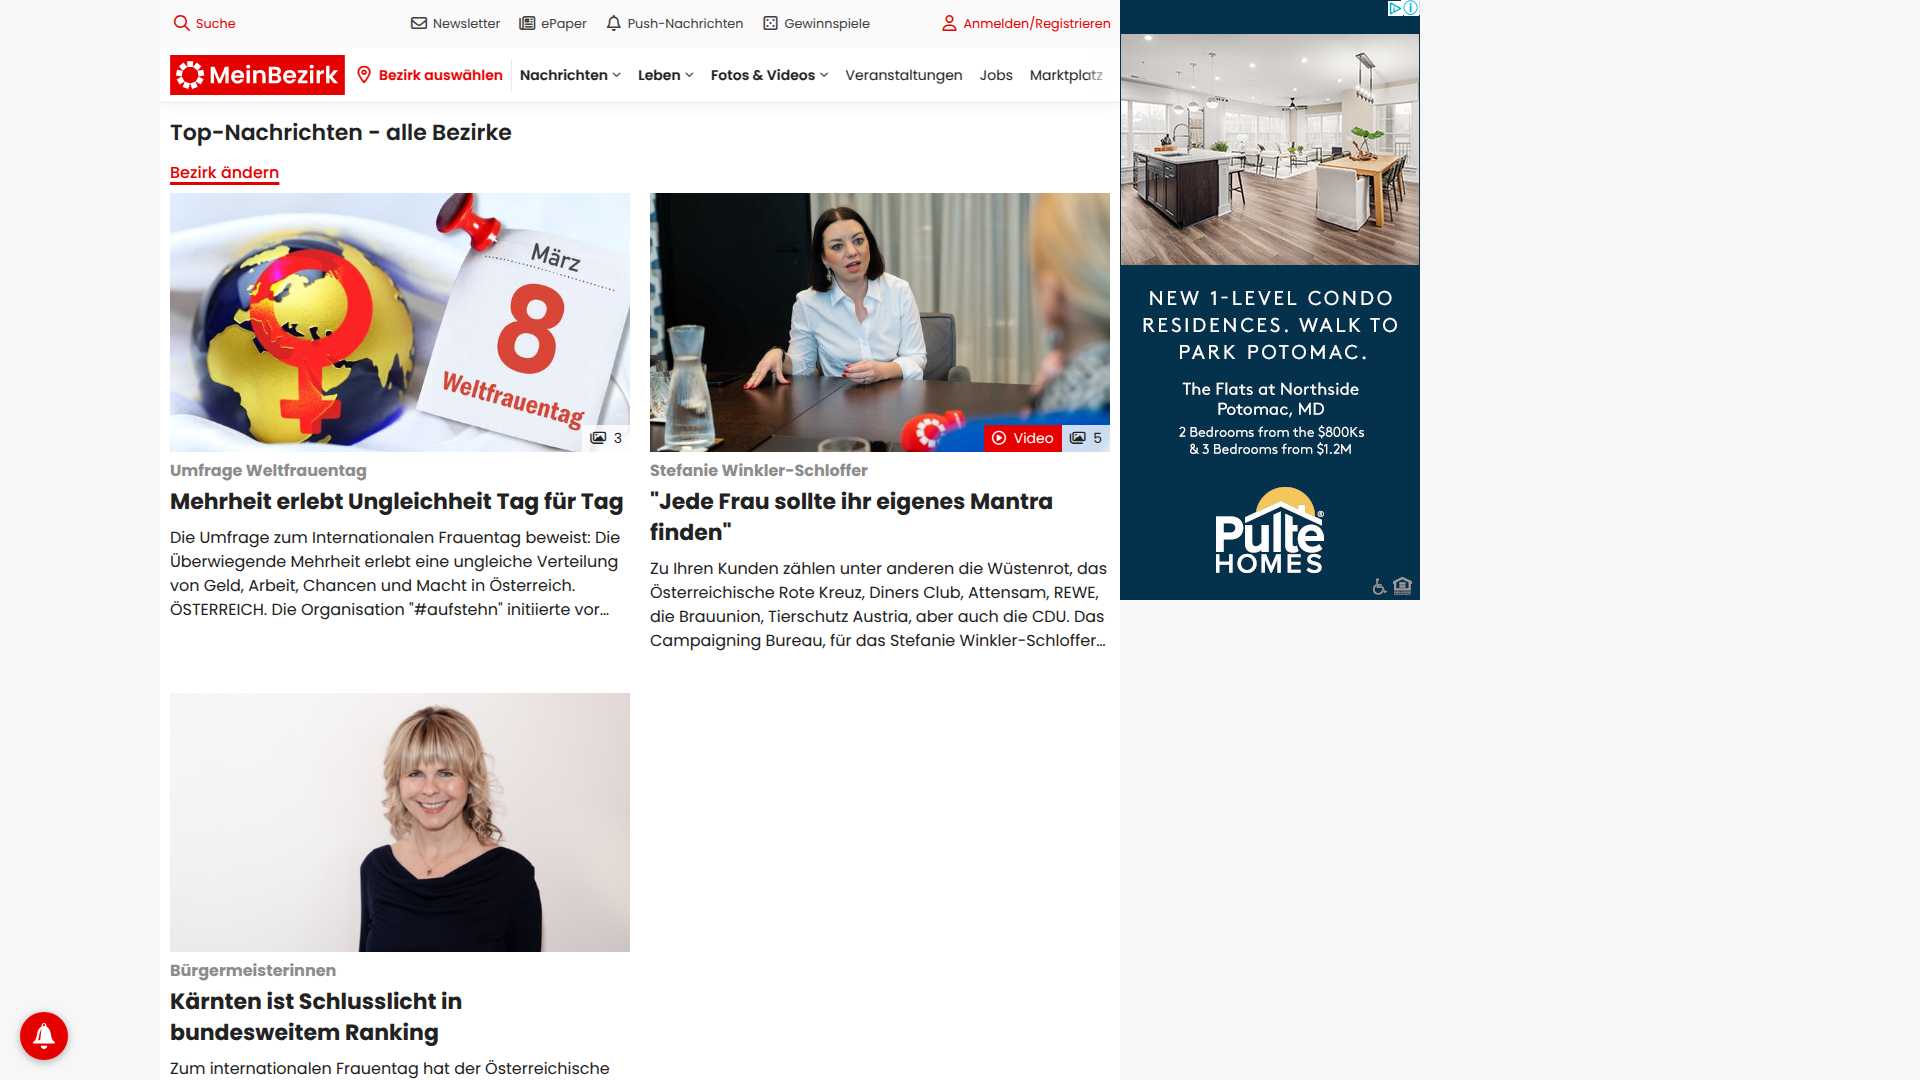 Suche
Newsletter
ePaper
Push-Nachrichten
Gewinnspiele
Anmelden/Registrieren
MeinBezirk
Bezirk auswählen
Nachrichten
Leben
Fotos & Videos
Veranstaltungen
Jobs
Marktplatz
Top-Nachrichten - alle Bezirke
Bezirk ändern
März
8
Weltfrauentag
3
Umfrage Weltfrauentag
Mehrheit erlebt Ungleichheit Tag für Tag
Die Umfrage zum Internationalen Frauentag beweist: Die
Überwiegende Mehrheit erlebt eine ungleiche Verteilung
von Geld, Arbeit, Chancen und Macht in Österreich.
ÖSTERREICH. Die Organisation "#aufstehn" initiierte vor...
Video
5
Stefanie Winkler-Schloffer
"Jede Frau sollte ihr eigenes Mantra
finden"
Zu Ihren Kunden zählen unter anderen die Wüstenrot, das
Österreichische Rote Kreuz, Diners Club, Attensam, REWE,
die Brauunion, Tierschutz Austria, aber auch die CDU. Das
Campaigning Bureau, für das Stefanie Winkler-Schloffer...
Bürgermeisterinnen
Kärnten ist Schlusslicht in
bundesweitem Ranking
Zum internationalen Frauentag hat der Österreichische
NEW 1-LEVEL CONDO
RESIDENCES. WALK TO
PARK POTOMAC.
The Flats at Northside
Potomac, MD
2 Bedrooms from the $800Ks
& 3 Bedrooms from $1.2M
Pulte®
HOMES